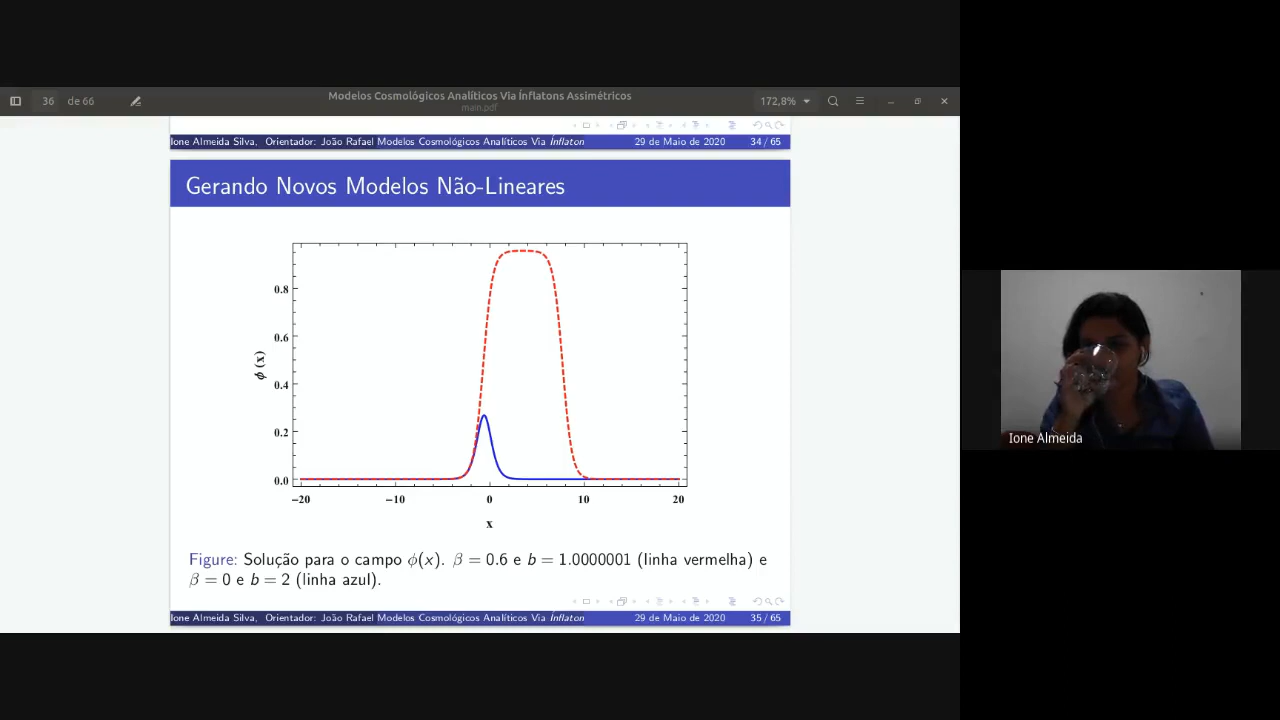 36 de 66
Modelos Cosmológicos Analíticos Via Ínflatons Assimétricos
main.pdf
172,8%
Ione Almeida Silva, Orientador: João Rafael Modelos Cosmológicos Analíticos Via Ínflaton
29 de Maio de 2020
34 / 65
Gerando Novos Modelos Não-Lineares
0.8
0.6
0.4
0.2
0.0
ϕ (x)
−20
−10
0
10
20
x
Figure: Solução para o campo ϕ(x). β = 0.6 e b = 1.0000001 (linha vermelha) e
β = 0 e b = 2 (linha azul).
Ione Almeida Silva, Orientador: João Rafael Modelos Cosmológicos Analíticos Via Ínflaton
29 de Maio de 2020
35 / 65
Ione Almeida